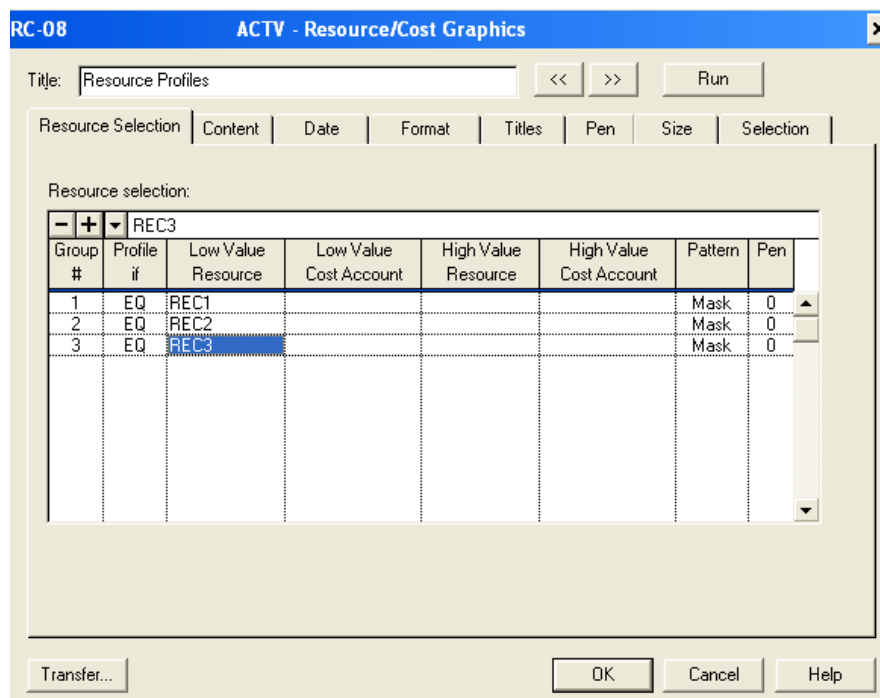 RC-08 ACTV - Resource/Cost Graphics
Title: Resource Profiles << >> Run
Resource Selection Content Date Format Titles Pen Size Selection
Resource selection:
REC3
Group Profile Low Value Low Value High Value High Value Pattern Pen
# if Resource Cost Account Resource Cost Account
1 EQ REC1 Mask 0
2 EQ REC2 Mask 0
3 EQ REC3 Mask 0
Transfer... OK Cancel Help